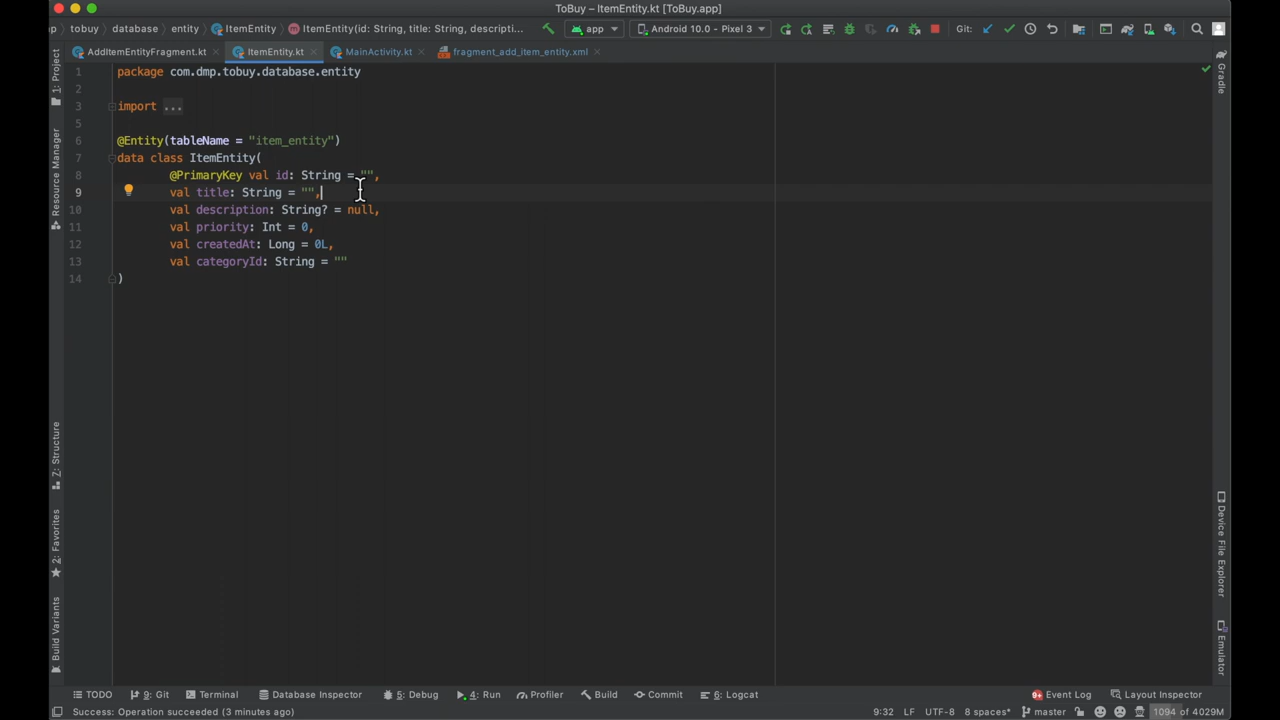 ToBuy – ItemEntity.kt [ToBuy.app]
p tobuy database entity ItemEntity ItemEntity(id: String, title: String, descripti... app Android 10.0 - Pixel 3 Git:
AddItemEntityFragment.kt ItemEntity.kt MainActivity.kt fragment_add_item_entity.xml
1 package com.dmp.tobuy.database.entity
2
3 import ...
5
6 @Entity(tableName = "item_entity")
7 data class ItemEntity(
8 @PrimaryKey val id: String = "",
9 val title: String = "",
10 val description: String? = null,
11 val priority: Int = 0,
12 val createdAt: Long = 0L,
13 val categoryId: String = ""
14 )
1: Project
Resource Manager
7: Structure
2: Favorites
Build Variants
Gradle
Device File Explorer
Emulator
TODO 9: Git Terminal Database Inspector 5: Debug 4: Run Profiler Build Commit 6: Logcat 9+ Event Log Layout Inspector
Success: Operation succeeded (3 minutes ago) 9:32 LF UTF-8 8 spaces* master 1094 of 4029M